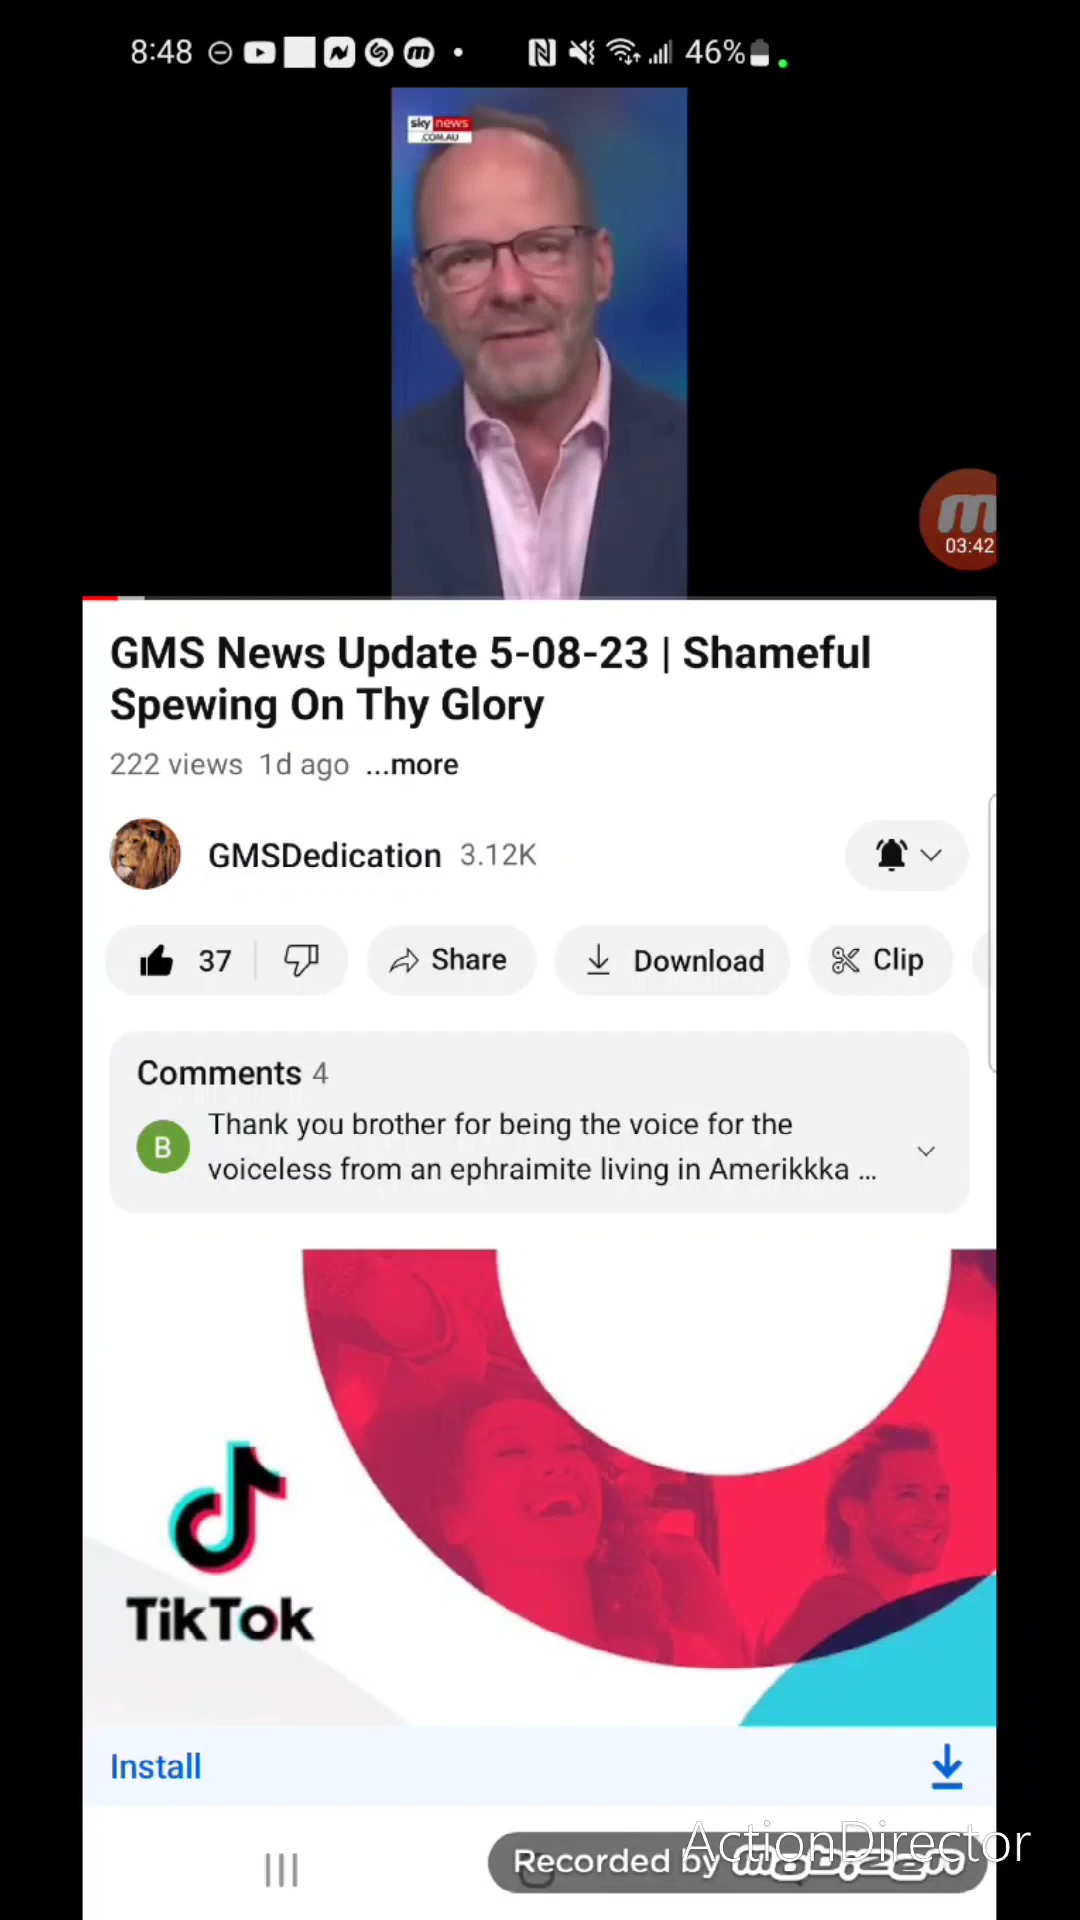 8:48
46%
sky news
.COM.AU
03:42
GMS News Update 5-08-23 | Shameful
Spewing On Thy Glory
222 views 1d ago ...more
GMSDedication 3.12K
37
Share
Download
Clip
Comments 4
B
Thank you brother for being the voice for the
voiceless from an ephraimite living in Amerikkka ...
TikTok
Install
ActionDirector
Recorded by mobizen